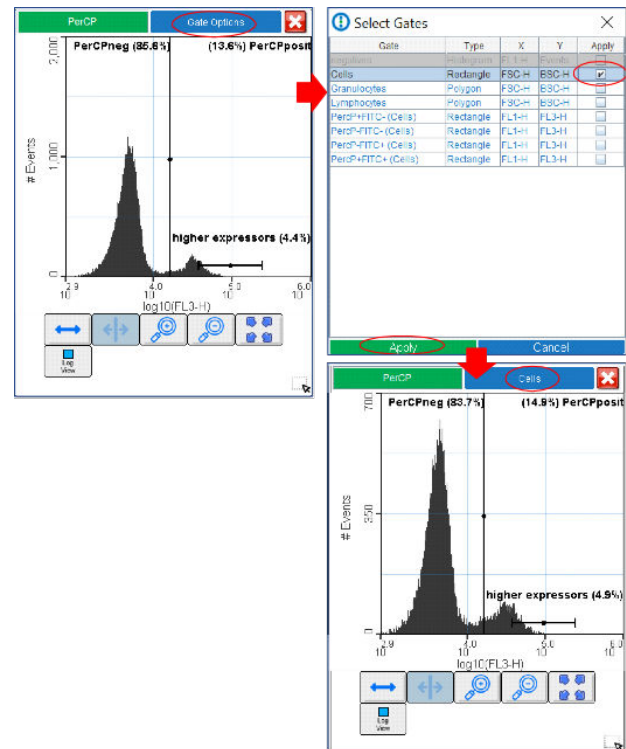 PerCP
Gate Options
PerCPneg (85.6%)
(13.6%) PerCPposit
2,000
1,000
0
# Events
higher expressors (4.4%)
10^2.9
10^4.0
10^5.0
10^6.0
log10(FL3-H)
Log
View
Select Gates
Gate Type X Y Apply
negatives Histogram FL1-H Events
Cells Rectangle FSC-H BSC-H
Granulocytes Polygon FSC-H BSC-H
Lymphocytes Polygon FSC-H BSC-H
PercP+FITC- (Cells) Rectangle FL1-H FL3-H
PercP-FITC- (Cells) Rectangle FL1-H FL3-H
PercP-FITC+ (Cells) Rectangle FL1-H FL3-H
PercP+FITC+ (Cells) Rectangle FL1-H FL3-H
Apply
Cancel
PerCP
Cells
PerCPneg (83.7%)
(14.9%) PerCPposit
700
350
0
# Events
higher expressors (4.9%)
10^2.9
10^4.0
10^5.0
10^6.0
log10(FL3-H)
Log
View